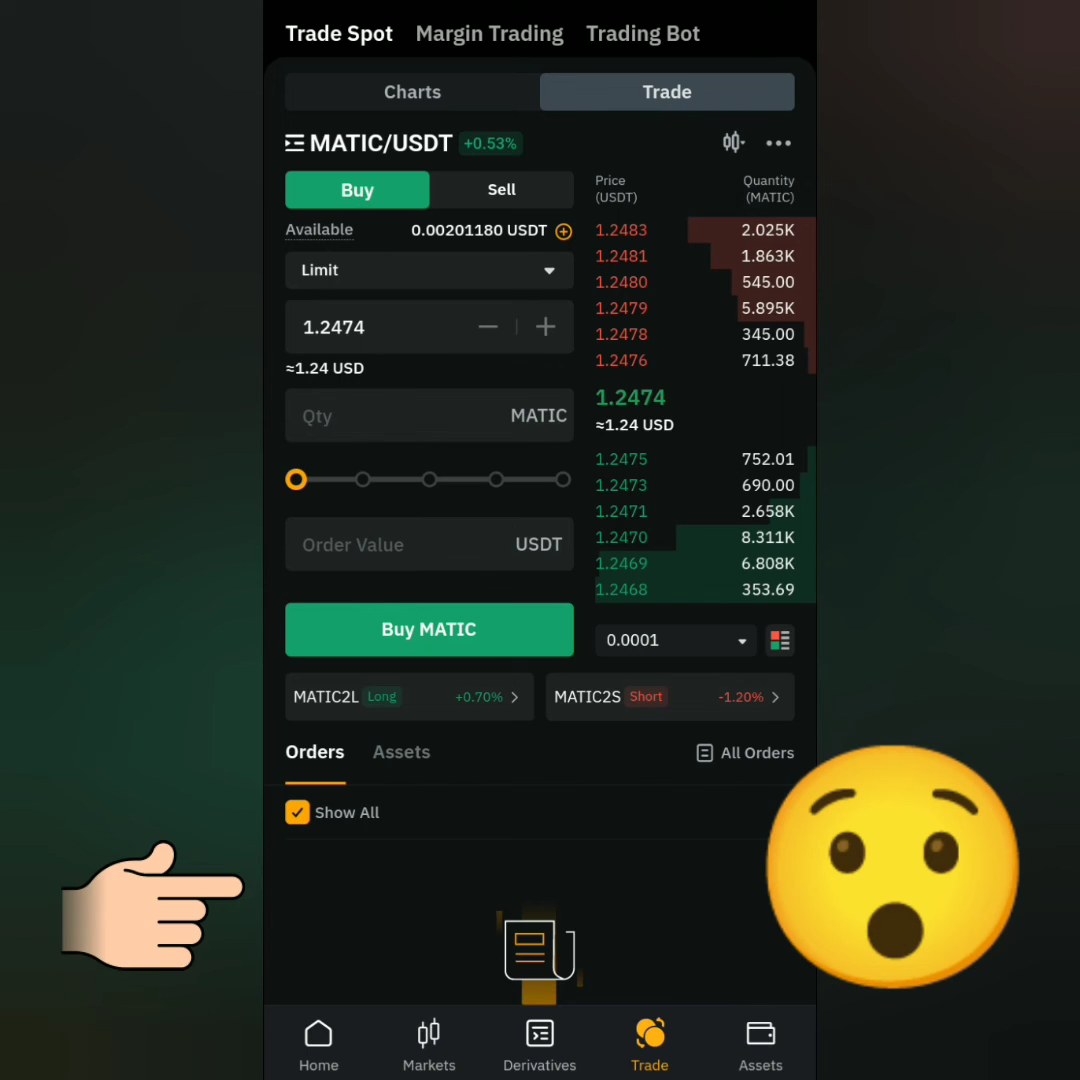 Trade Spot Margin Trading Trading Bot
Charts Trade
MATIC/USDT +0.53%
Buy Sell
Available 0.00201180 USDT
Limit
1.2474
≈1.24 USD
Qty MATIC
Order Value USDT
Buy MATIC
Price Quantity
(USDT) (MATIC)
1.2483 2.025K
1.2481 1.863K
1.2480 545.00
1.2479 5.895K
1.2478 345.00
1.2476 711.38
1.2474
≈1.24 USD
1.2475 752.01
1.2473 690.00
1.2471 2.658K
1.2470 8.311K
1.2469 6.808K
1.2468 353.69
0.0001
MATIC2L Long +0.70% MATIC2S Short -1.20%
Orders Assets All Orders
Show All
Home Markets Derivatives Trade Assets